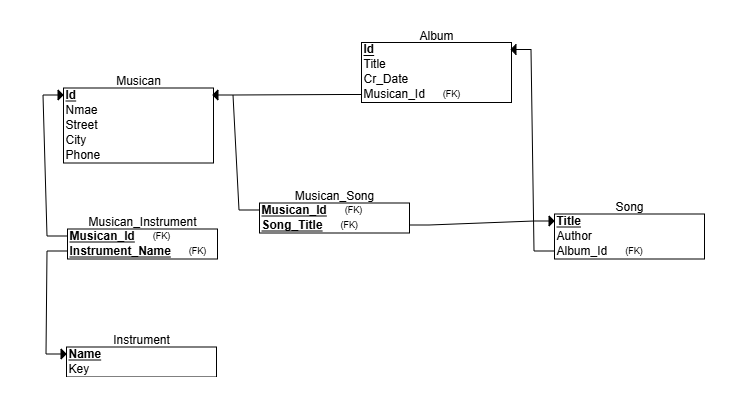 Album
Id
Title
Cr_Date
Musican_Id (FK)
Musican
Id
Nmae
Street
City
Phone
Musican_Song
Musican_Id (FK)
Song_Title (FK)
Song
Title
Author
Album_Id (FK)
Musican_Instrument
Musican_Id (FK)
Instrument_Name (FK)
Instrument
Name
Key